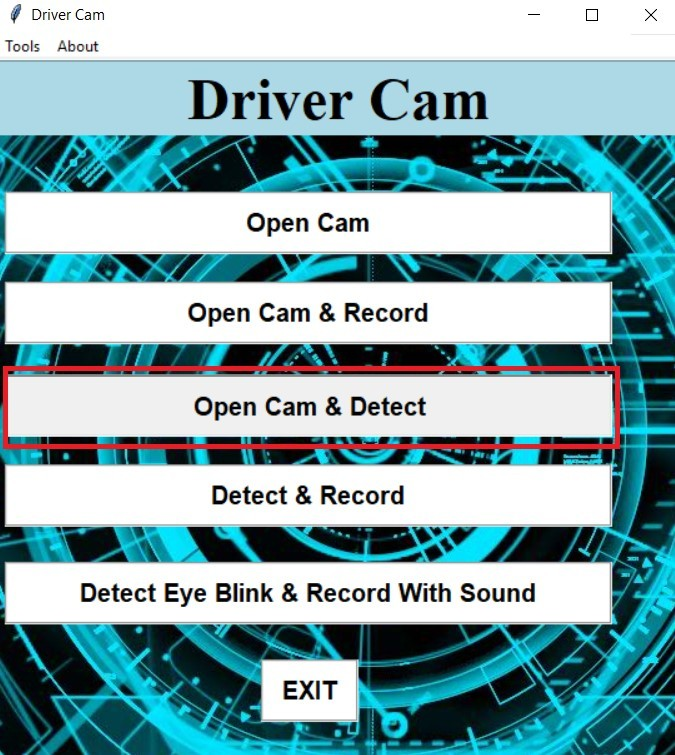 Driver Cam
Tools About
Driver Cam
Open Cam
Open Cam & Record
Open Cam & Detect
Detect & Record
Detect Eye Blink & Record With Sound
EXIT